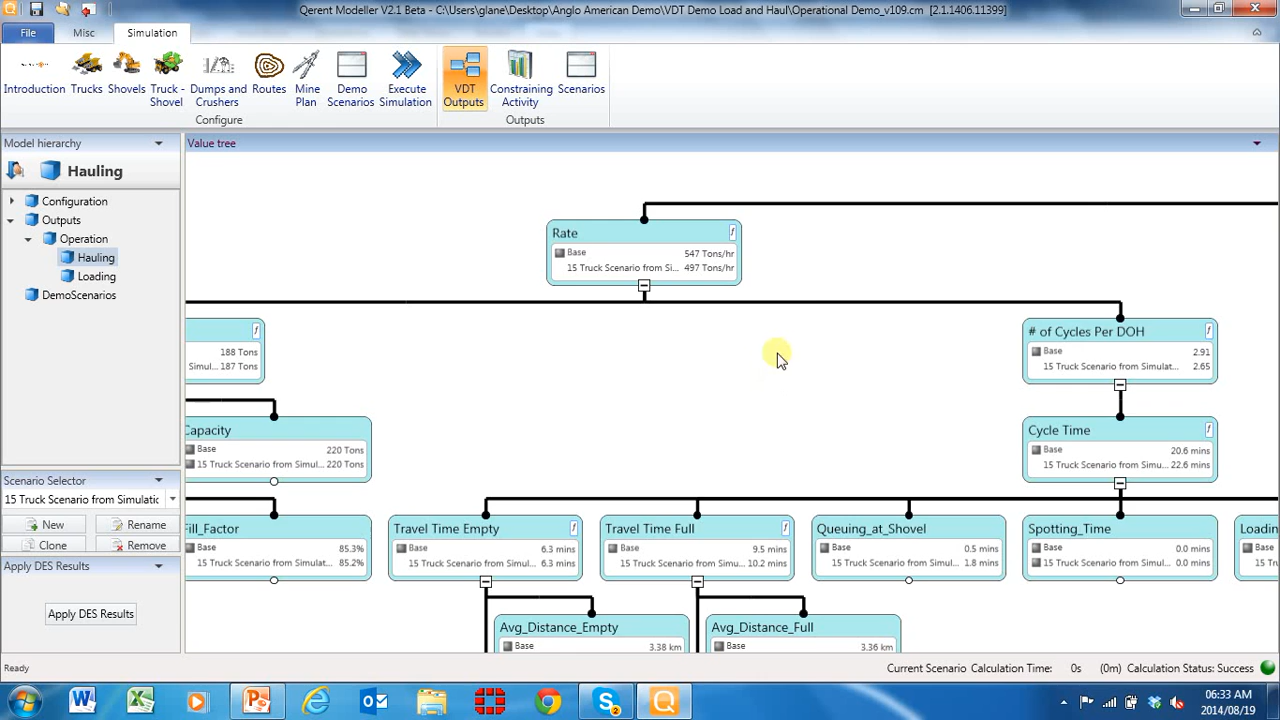 Qerent Modeller V2.1 Beta - C:\Users\glane\Desktop\Anglo American Demo\VDT Demo Load and Haul\Operational Demo_v109.cm [2.1.1406.11399]
File Misc Simulation
Introduction Trucks Shovels Truck - Shovel Dumps and Crushers Routes Mine Plan Demo Scenarios Execute Simulation VDT Outputs Constraining Activity Scenarios
Configure Outputs
Model hierarchy
Hauling
Configuration
Outputs
Operation
Hauling
Loading
DemoScenarios
Scenario Selector
15 Truck Scenario from Simulatic
New Rename
Clone Remove
Apply DES Results
Apply DES Results
Value tree
Rate
Base 547 Tons/hr
15 Truck Scenario from Si... 497 Tons/hr
188 Tons
Simul... 187 Tons
# of Cycles Per DOH
Base 2.91
15 Truck Scenario from Simulat... 2.65
Capacity
Base 220 Tons
15 Truck Scenario from Simul... 220 Tons
Cycle Time
Base 20.6 mins
15 Truck Scenario from Simul... 22.6 mins
Fill_Factor
Base 85.3%
15 Truck Scenario from Simulat... 85.2%
Travel Time Empty
Base 6.3 mins
15 Truck Scenario from Simul... 6.3 mins
Travel Time Full
Base 9.5 mins
15 Truck Scenario from Simu... 10.2 mins
Queuing_at_Shovel
Base 0.5 mins
15 Truck Scenario from Simul... 1.8 mins
Spotting_Time
Base 0.0 mins
15 Truck Scenario from Simul... 0.0 mins
Loadin
Base
15 Tru
Avg_Distance_Empty
Base 3.38 km
Avg_Distance_Full
Base 3.36 km
Ready
Current Scenario Calculation Time: 0s (0m) Calculation Status: Success
06:33 AM
2014/08/19